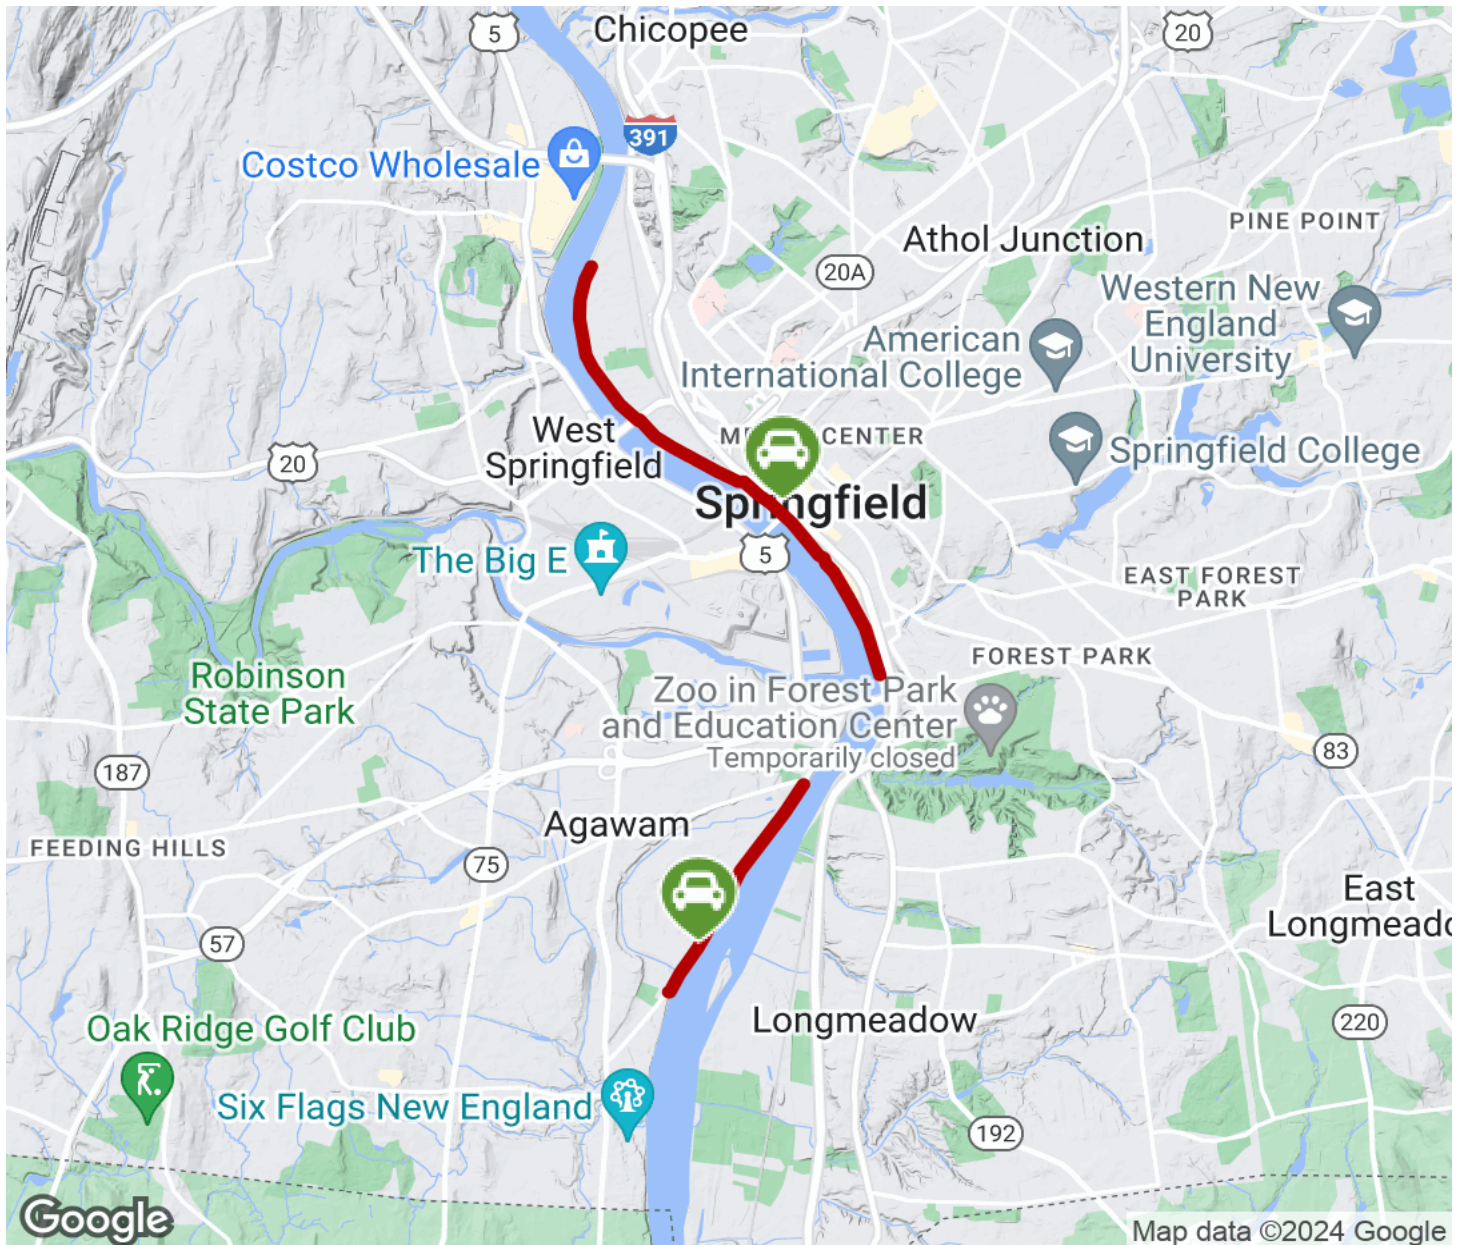 Chicopee
5
20
391
Costco Wholesale
PINE POINT
Athol Junction
20A
Western New
England
University
American
International College
West
Springfield
CENTER
20
Springfield College
Springfield
The Big E
5
EAST FOREST
PARK
FOREST PARK
Robinson
State Park
Zoo in Forest Park
and Education Center
Temporarily closed
187
83
Agawam
FEEDING HILLS
75
East
Longmeado
57
Longmeadow
220
Oak Ridge Golf Club
Six Flags New England
192
Google
Map data ©2024 Google